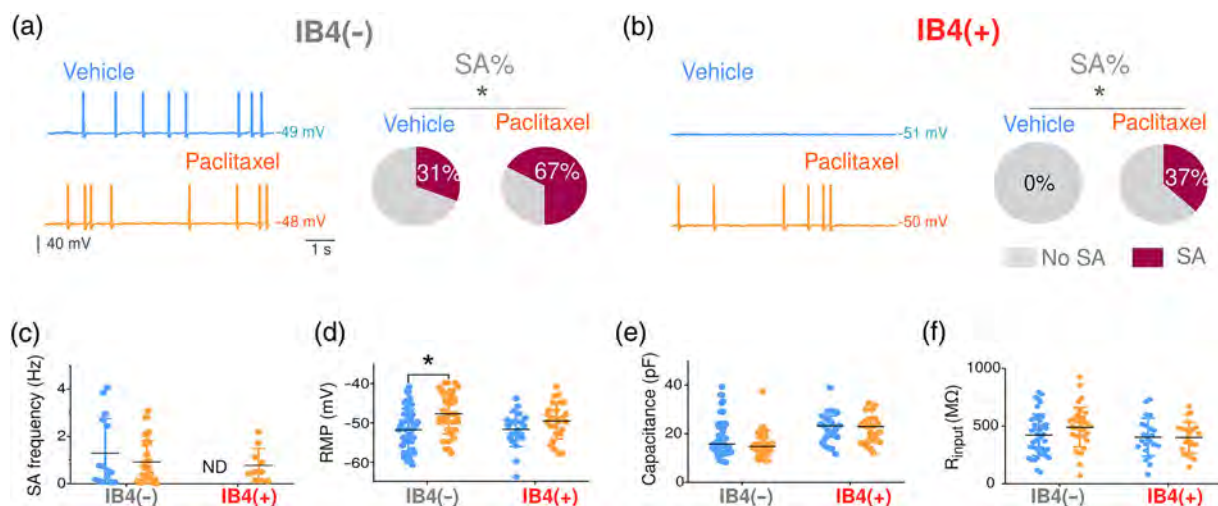 (a)
IB4(-)
Vehicle
-49 mV
Paclitaxel
-48 mV
40 mV
1 s
SA%
*
Vehicle
Paclitaxel
31%
67%
(b)
IB4(+)
Vehicle
-51 mV
Paclitaxel
-50 mV
SA%
*
Vehicle
Paclitaxel
0%
37%
No SA
SA
(c)
SA frequency (Hz)
4
2
0
ND
IB4(-)
IB4(+)
(d)
RMP (mV)
-40
-50
-60
*
IB4(-)
IB4(+)
(e)
Capacitance (pF)
40
20
0
IB4(-)
IB4(+)
(f)
Rinput (MΩ)
1000
500
0
IB4(-)
IB4(+)